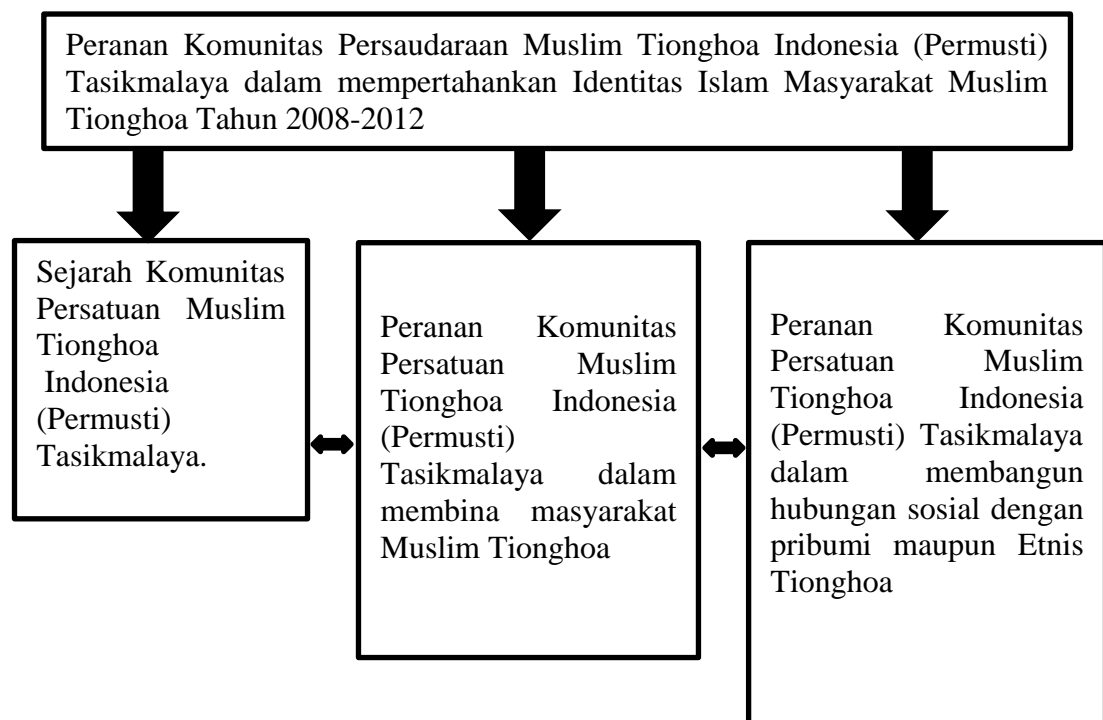 Peranan Komunitas Persaudaraan Muslim Tionghoa Indonesia (Permusti)
Tasikmalaya dalam mempertahankan Identitas Islam Masyarakat Muslim
Tionghoa Tahun 2008-2012
Sejarah Komunitas
Persatuan Muslim
Tionghoa
Indonesia
(Permusti)
Tasikmalaya.
Peranan Komunitas
Persatuan Muslim
Tionghoa Indonesia
(Permusti)
Tasikmalaya dalam
membina masyarakat
Muslim Tionghoa
Peranan Komunitas
Persatuan Muslim
Tionghoa Indonesia
(Permusti) Tasikmalaya
dalam membangun
hubungan sosial dengan
pribumi maupun Etnis
Tionghoa